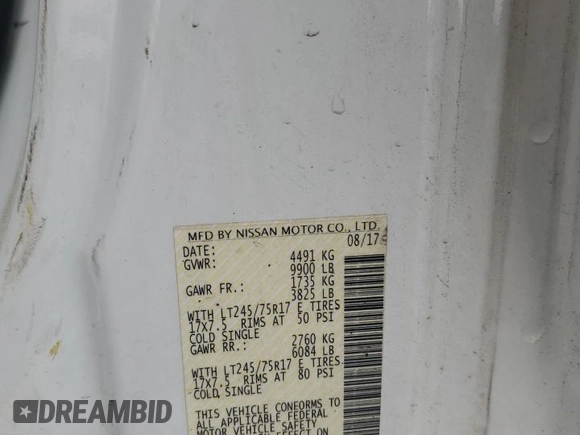 MFD BY NISSAN MOTOR CO., LTD.
DATE: 08/17
GVWR: 4491 KG
9900 LB
GAWR FR.: 1735 KG
3825 LB
WITH LT245/75R17 E TIRES
17X7.5 RIMS AT 50 PSI
COLD SINGLE
GAWR RR.: 2760 KG
6084 LB
WITH LT245/75R17 E TIRES
17X7.5 RIMS AT 80 PSI
COLD SINGLE
THIS VEHICLE CONFORMS TO
ALL APPLICABLE FEDERAL
MOTOR VEHICLE SAFETY
EFFECT ON
DREAMBID